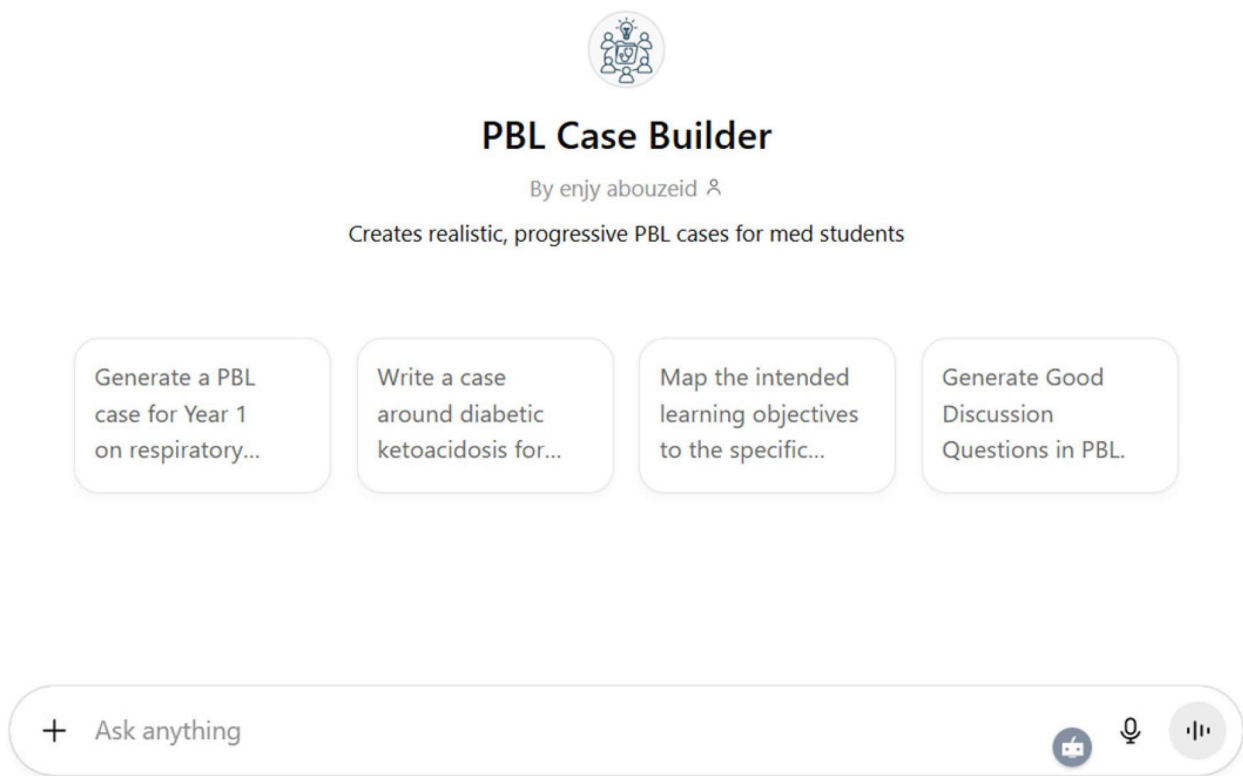 PBL Case Builder
By enjy abouzeid
Creates realistic, progressive PBL cases for med students
Generate a PBL
case for Year 1
on respiratory...
Write a case
around diabetic
ketoacidosis for...
Map the intended
learning objectives
to the specific...
Generate Good
Discussion
Questions in PBL.
Ask anything